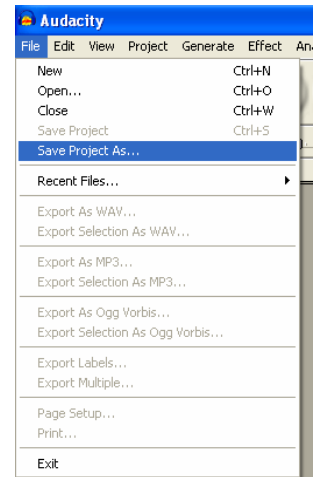 Audacity
File Edit View Project Generate Effect
New Ctrl+N
Open... Ctrl+O
Close Ctrl+W
Save Project Ctrl+S
Save Project As...
Recent Files...
Export As WAV...
Export Selection As WAV...
Export As MP3...
Export Selection As MP3...
Export As Ogg Vorbis...
Export Selection As Ogg Vorbis...
Export Labels...
Export Multiple...
Page Setup...
Print...
Exit